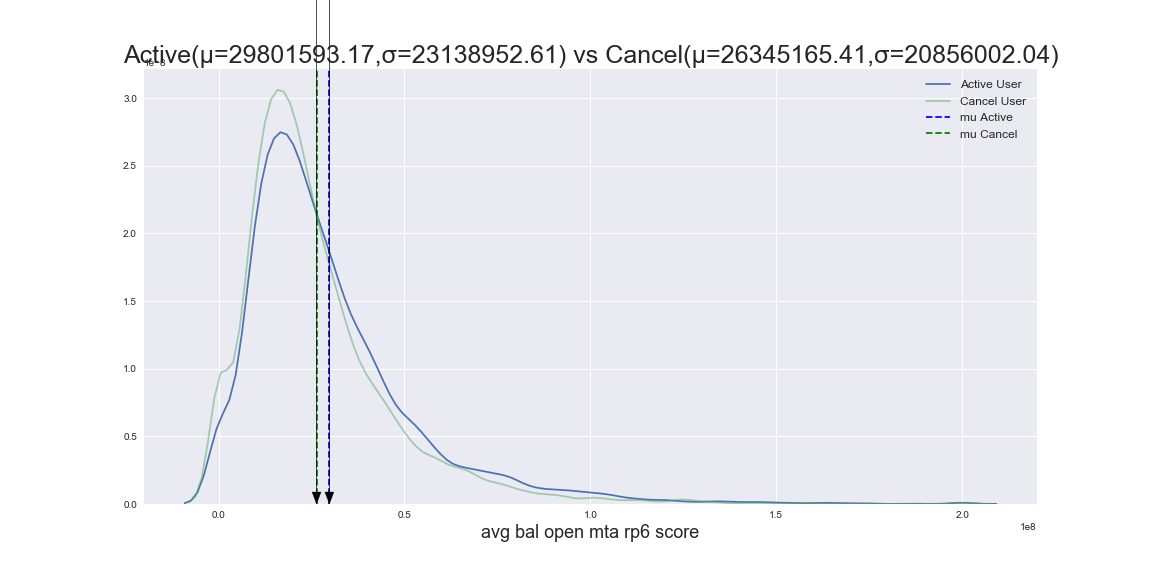 Active(μ=29801593.17,σ=23138952.61) vs Cancel(μ=26345165.41,σ=20856002.04)
1e−8
Active User
Cancel User
mu Active
mu Cancel
3.0
2.5
2.0
1.5
1.0
0.5
0.0
0.0 0.5 1.0 1.5 2.0
1e8
avg bal open mta rp6 score